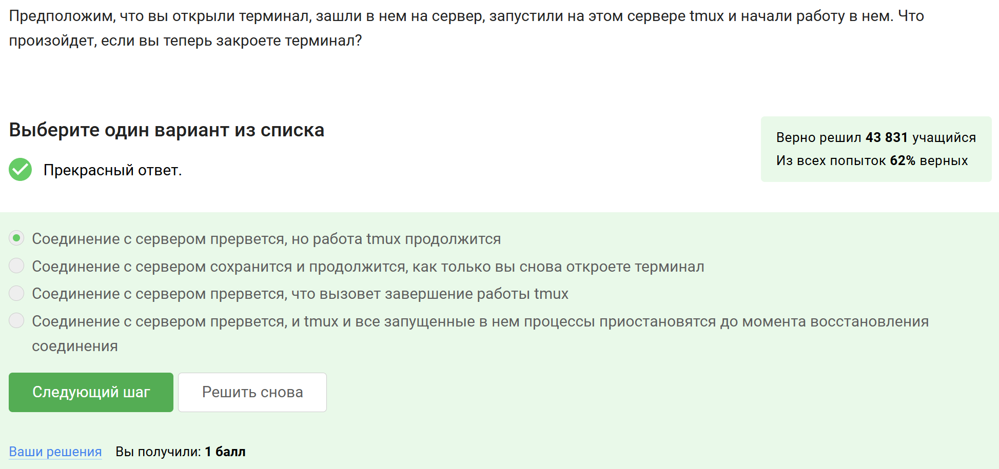 Предположим, что вы открыли терминал, зашли в нем на сервер, запустили на этом сервере tmux и начали работу в нем. Что
произойдет, если вы теперь закроете терминал?
Выберите один вариант из списка
Прекрасный ответ.
Верно решил 43 831 учащийся
Из всех попыток 62% верных
Соединение с сервером прервется, но работа tmux продолжится
Соединение с сервером сохранится и продолжится, как только вы снова откроете терминал
Соединение с сервером прервется, что вызовет завершение работы tmux
Соединение с сервером прервется, и tmux и все запущенные в нем процессы приостановятся до момента восстановления
соединения
Следующий шаг
Решить снова
Ваши решения Вы получили: 1 балл